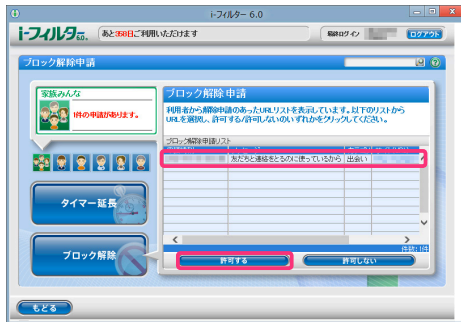 i-フィルター 6.0
i-フィルター 6.0
あと358日ご利用いただけます
ログアウト
ブロック解除申請
家族みんな
1件の申請があります。
ブロック解除申請
利用者から解除申請のあったURLリストを表示しています。以下のリストから
URLを選択し、許可する/許可しないのいずれかをクリックしてください。
ブロック解除申請リスト
友だちと連絡をとるのに使っているから 出会い
タイマー延長
件数:1件
ブロック解除
許可する
許可しない
もどる